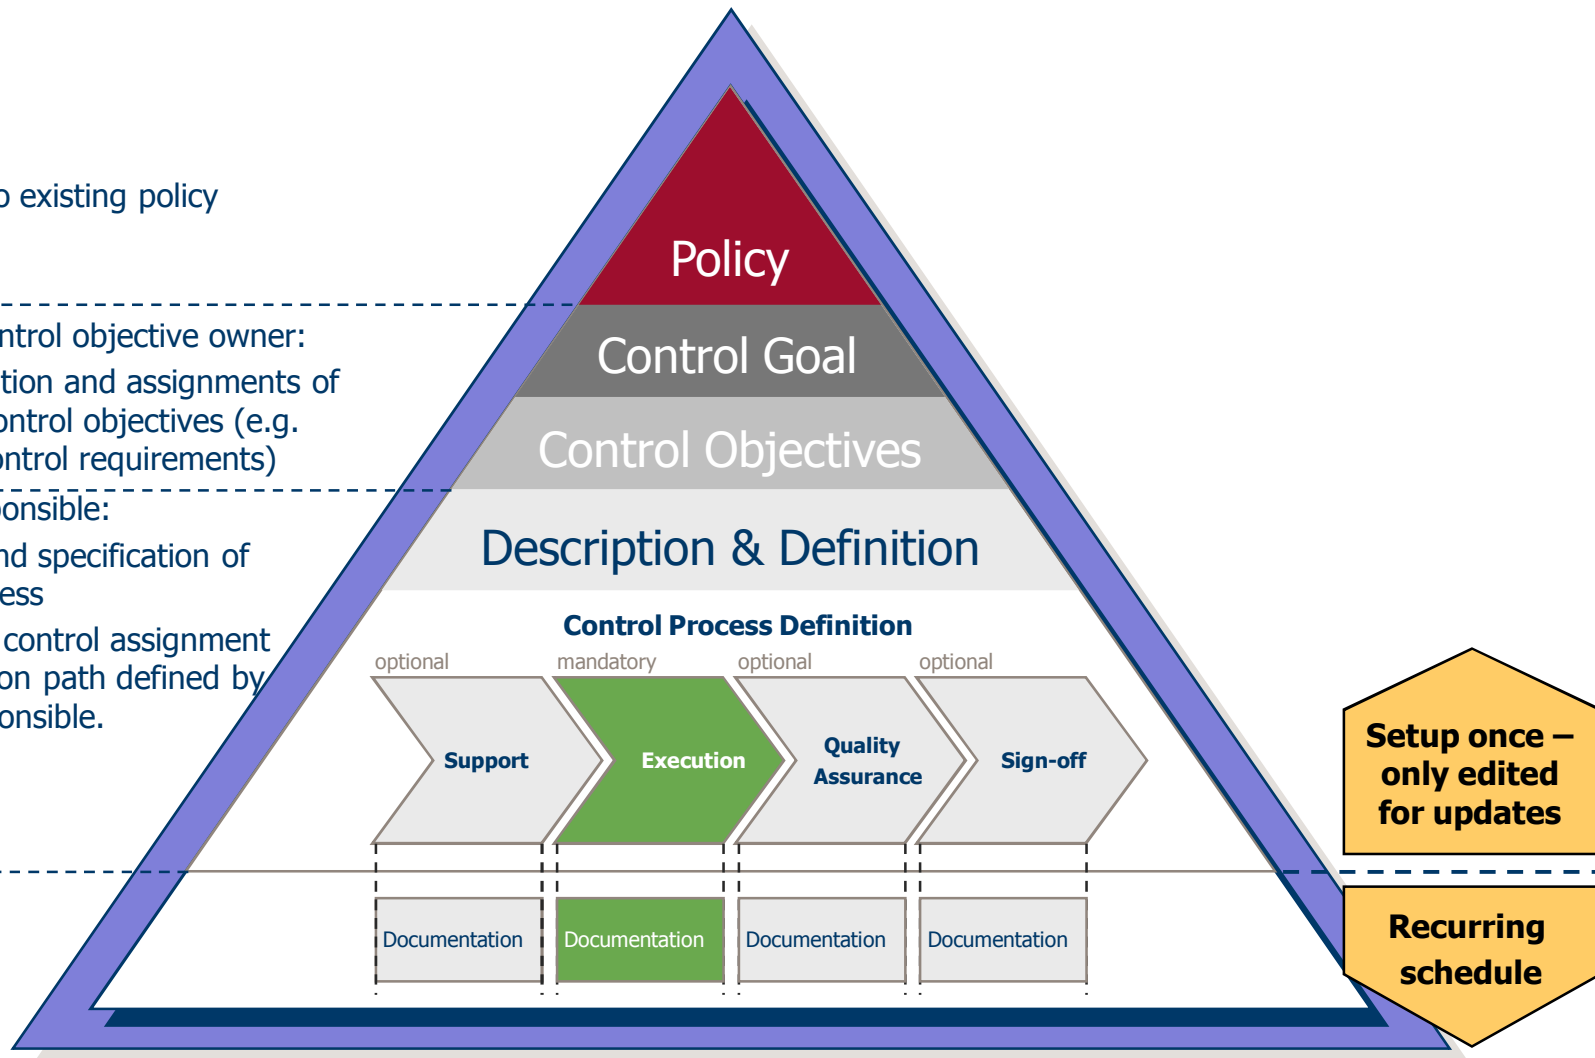 o existing policy
Policy
ntrol objective owner:
tion and assignments of
ontrol objectives (e.g.
ontrol requirements)
Control Goal
Control Objectives
onsible:
nd specification of
ess
control assignment
on path defined by
onsible.
Description & Definition
Control Process Definition
optional mandatory optional optional
Support
Execution
Quality
Assurance
Sign-off
Setup once –
only edited
for updates
Documentation Documentation Documentation Documentation
Recurring
schedule